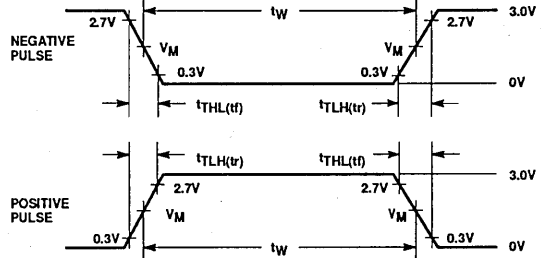 tW
2.7V 2.7V 3.0V
NEGATIVE
PULSE
VM VM
0.3V 0.3V
0V
tTHL(tf) tTLH(tr)
tTLH(tr) tTHL(tf)
3.0V
2.7V 2.7V
POSITIVE
PULSE
VM VM
0.3V 0.3V
tW
0V